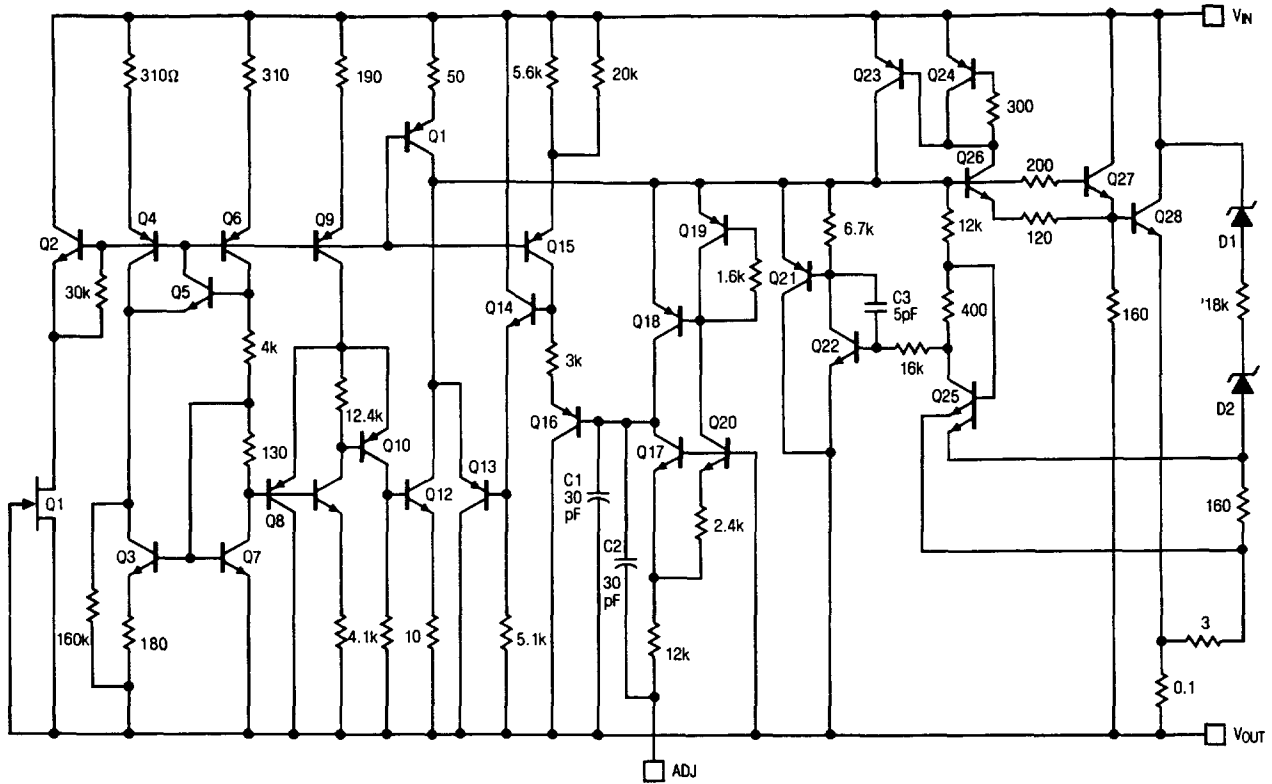 VIN
310Ω
310
190
50
5.6k
20k
Q23
Q24
300
Q1
Q26
200
Q27
Q4
Q6
Q9
Q2
Q15
Q19
6.7k
12k
120
Q28
D1
30k
Q5
Q14
1.6k
Q21
C3
5pF
400
160
'18k
Q18
Q22
16k
4k
3k
12.4k
Q25
D2
Q16
Q20
130
Q10
Q17
Q13
C1
30
pF
Q1
Q8
Q12
2.4k
160
Q3
Q7
C2
30
pF
160k
180
4.1k
10
5.1k
12k
3
0.1
VOUT
ADJ